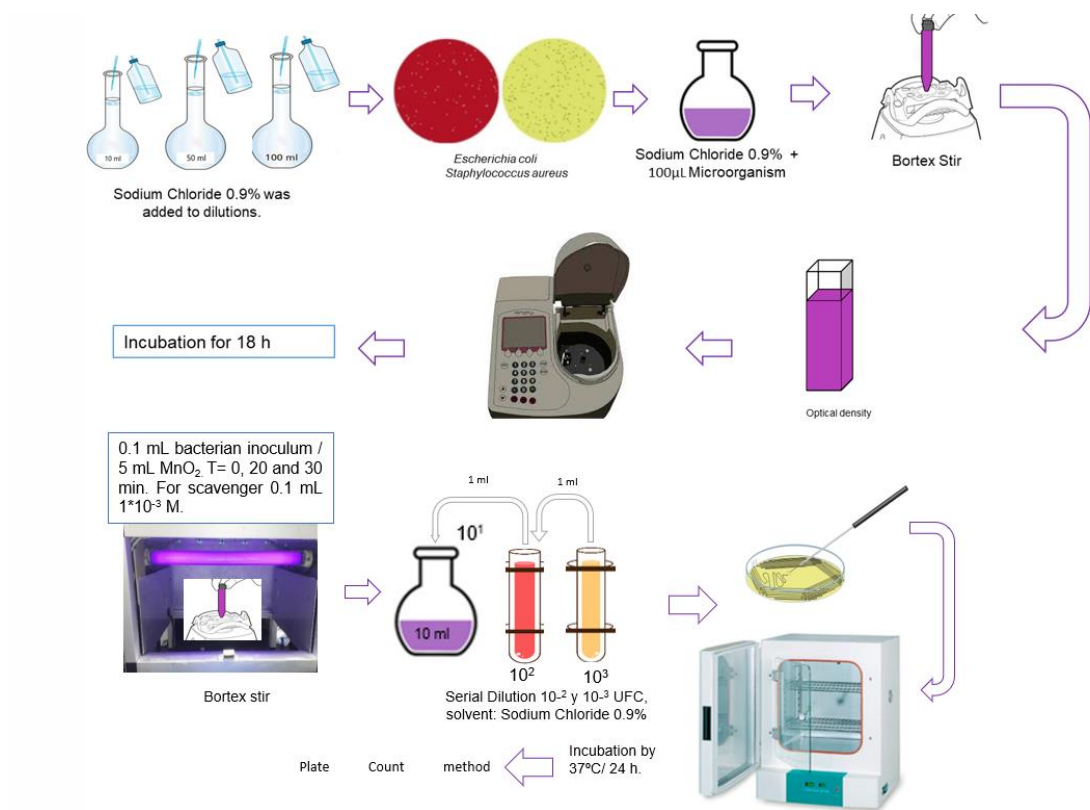 10 ml
50 ml
100 ml
Sodium Chloride 0.9% was
added to dilutions.
Escherichia coli
Staphylococcus aureus
Sodium Chloride 0.9% +
100µL Microorganism
Bortex Stir
Optical density
Incubation for 18 h
0.1 mL bacterian inoculum /
5 mL MnO₂. T= 0, 20 and 30
min. For scavenger 0.1 mL
1*10⁻³ M.
Bortex stir
1 ml
1 ml
10¹
10 ml
10²
10³
Serial Dilution 10-² y 10-³ UFC,
solvent: Sodium Chloride 0.9%
Incubation by
37ºC/ 24 h.
Plate Count method